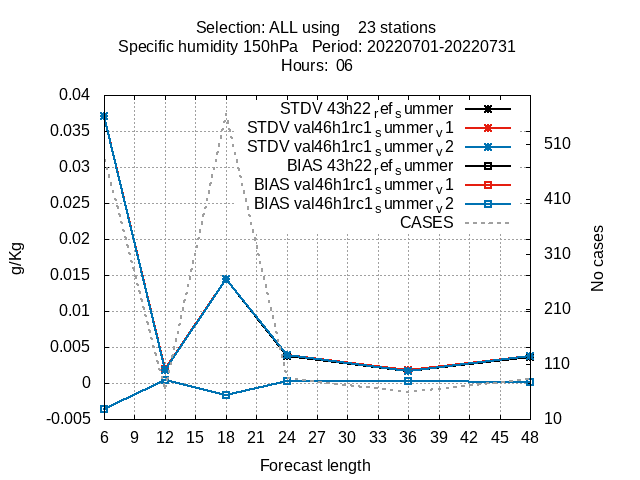 Selection: ALL using    23 stations
Specific humidity 150hPa   Period: 20220701-20220731
Hours:  06
0.04
0.035
0.03
0.025
0.02
0.015
0.01
0.005
0
-0.005
g/Kg
STDV 43h22_ref_summer
STDV val46h1rc1_summer_v1
STDV val46h1rc1_summer_v2
BIAS 43h22_ref_summer
BIAS val46h1rc1_summer_v1
BIAS val46h1rc1_summer_v2
CASES
510
410
310
210
110
10
No cases
6 9 12 15 18 21 24 27 30 33 36 39 42 45 48
Forecast length